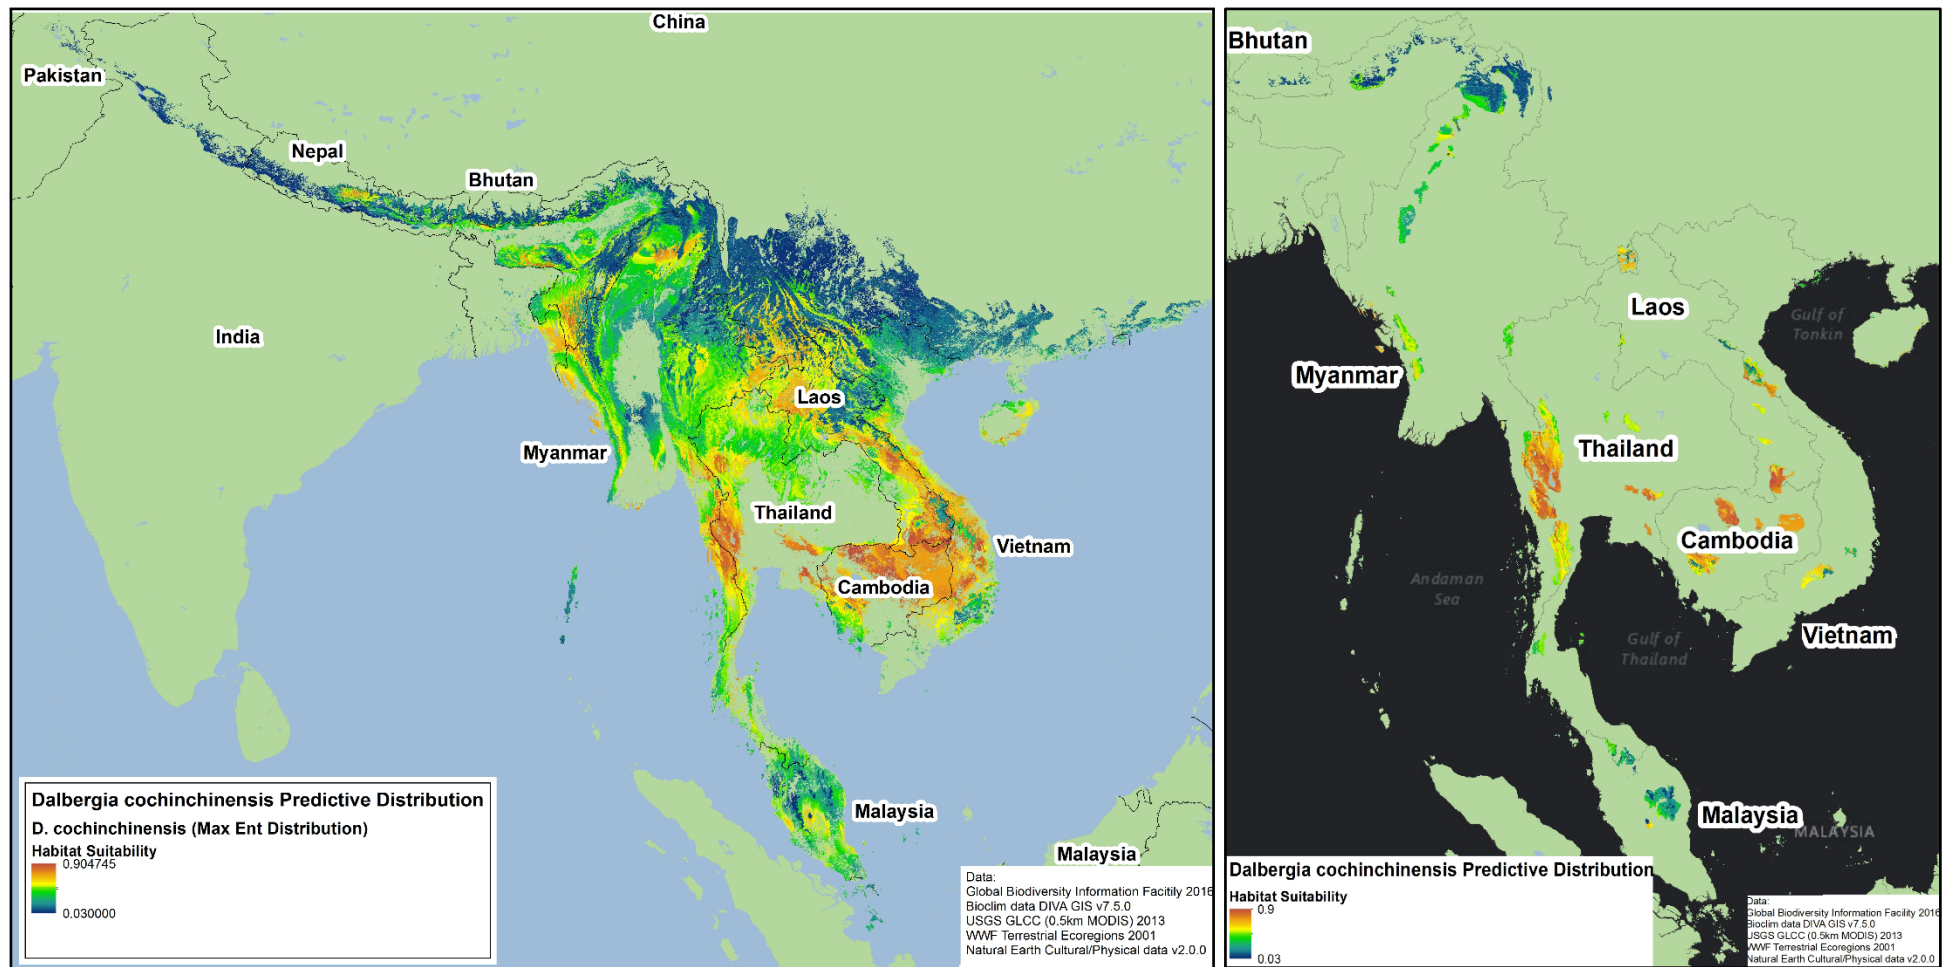 China
Pakistan
Nepal
Bhutan
India
Laos
Myanmar
Thailand
Vietnam
Cambodia
Malaysia
Malaysia
Dalbergia cochinchinensis Predictive Distribution
D. cochinchinensis (Max Ent Distribution)
Habitat Suitability
0.904745
0.030000
Data:
Global Biodiversity Information Facitily 2016
Bioclim data DIVA GIS v7.5.0
USGS GLCC (0.5km MODIS) 2013
WWF Terrestrial Ecoregions 2001
Natural Earth Cultural/Physical data v2.0.0
Bhutan
Laos
Gulf of
Tonkin
Myanmar
Thailand
Cambodia
Andaman
Sea
Gulf of
Thailand
Vietnam
Malaysia
MALAYSIA
Dalbergia cochinchinensis Predictive Distribution
Habitat Suitability
0.9
0.03
Data:
Global Biodiversity Information Facility 2016
Bioclim data DIVA GIS v7.5.0
USGS GLCC (0.5km MODIS) 2013
WWF Terrestrial Ecoregions 2001
Natural Earth Cultural/Physical data v2.0.0